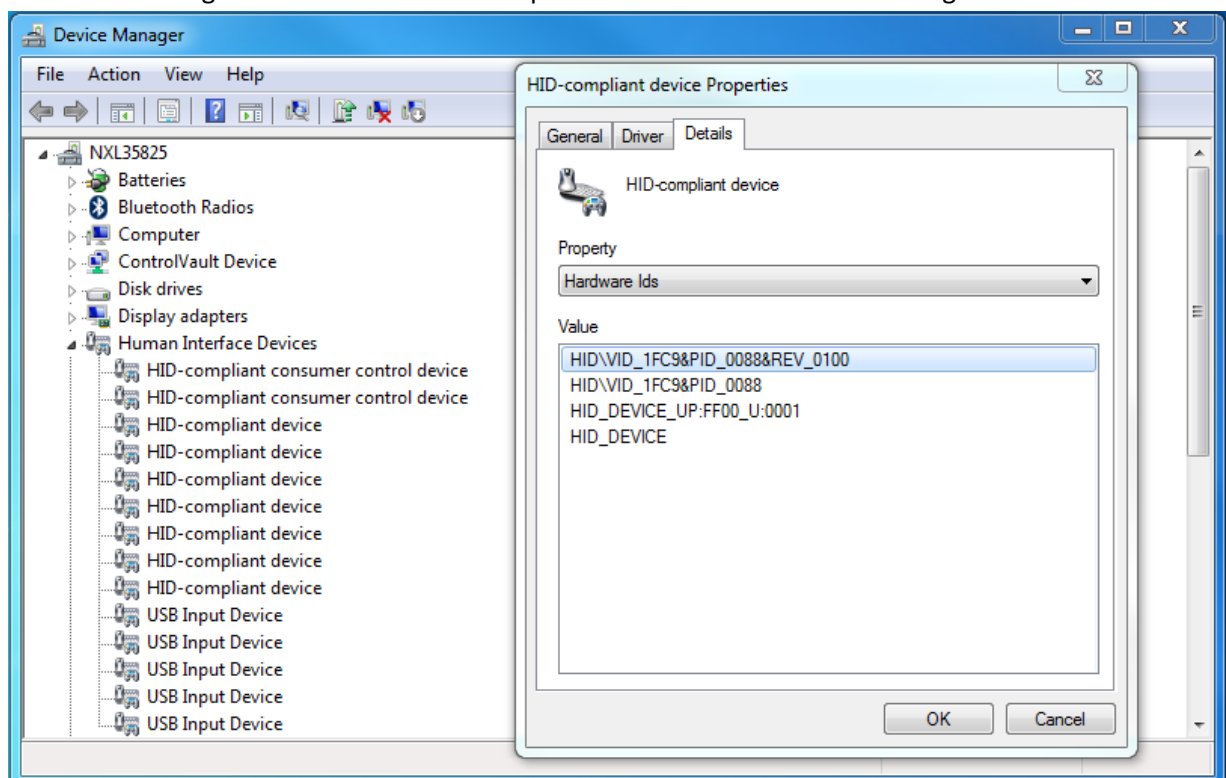 Device Manager
File Action View Help
NXL35825
Batteries
Bluetooth Radios
Computer
ControlVault Device
Disk drives
Display adapters
Human Interface Devices
HID-compliant consumer control device
HID-compliant consumer control device
HID-compliant device
HID-compliant device
HID-compliant device
HID-compliant device
HID-compliant device
HID-compliant device
HID-compliant device
USB Input Device
USB Input Device
USB Input Device
USB Input Device
USB Input Device
HID-compliant device Properties
General Driver Details
HID-compliant device
Property
Hardware Ids
Value
HID\VID_1FC9&PID_0088&REV_0100
HID\VID_1FC9&PID_0088
HID_DEVICE_UP:FF00_U:0001
HID_DEVICE
OK Cancel